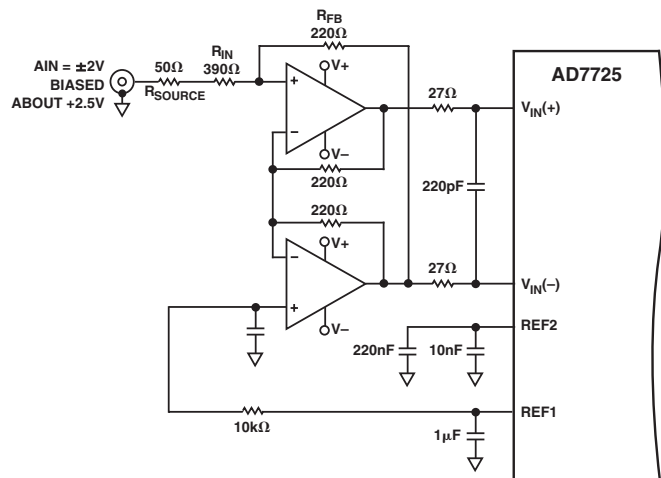 AIN = ±2V
BIASED
ABOUT +2.5V
50Ω
RSOURCE
RIN
390Ω
RFB
220Ω
V+
V–
220Ω
27Ω
VIN(+)
AD7725
220pF
220Ω
V+
V–
27Ω
VIN(–)
REF2
220nF
10nF
REF1
10kΩ
1μF
+
–
–
+